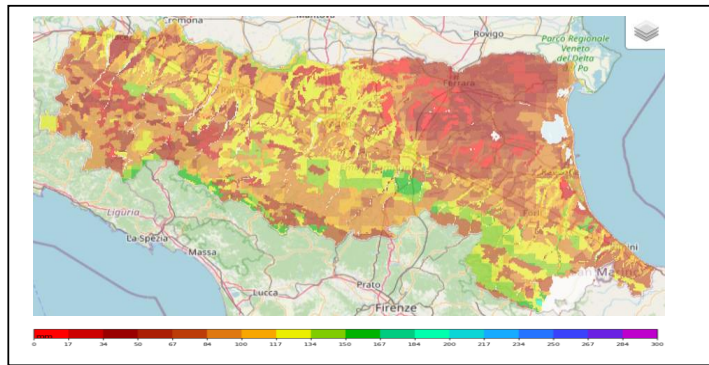 Cremona
Mantova
Rovigo
Parco Regionale
Veneto
del Delta
Po
Ferrara
Liguria
La Spezia
Massa
Lucca
Prato
Firenze
0 17 34 50 67 84 100 117 134 150 167 184 200 217 234 250 267 284 300